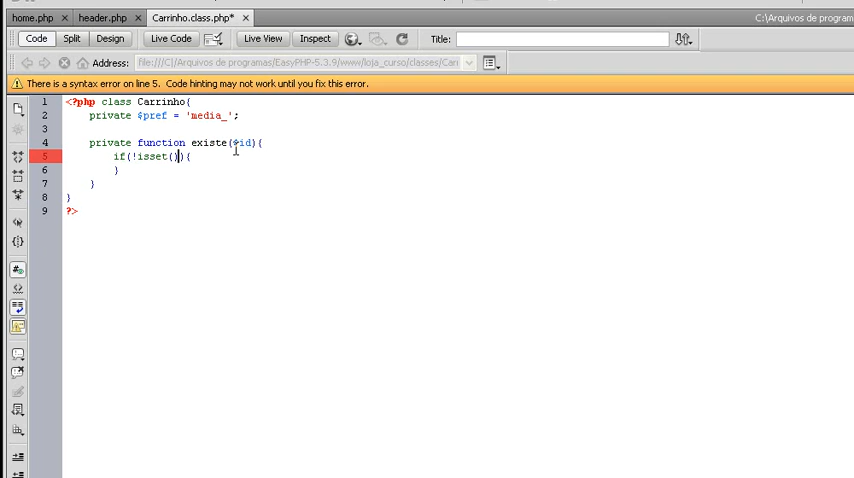 home.php × header.php × Carrinho.class.php* × C:\Arquivos de programa
Code Split Design Live Code Live View Inspect Title:
Address: file:///C|/Arquivos de programas/EasyPHP-5.3.9/www/loja_curso/classes/Carri
There is a syntax error on line 5. Code hinting may not work until you fix this error.
1 <?php class Carrinho{
2 private $pref = 'media_';
3
4 private function existe($id){
5 if(!isset()){
6 }
7 }
8 }
9 ?>